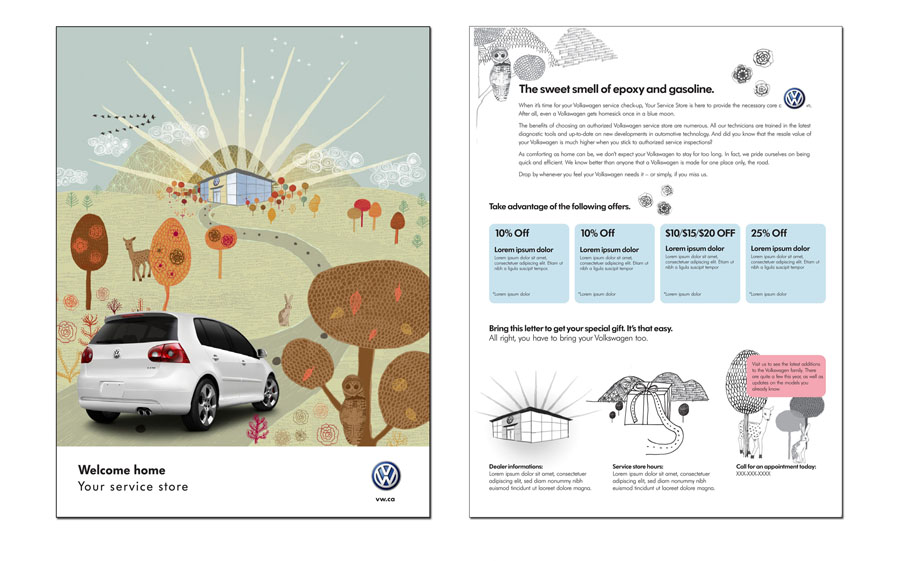 Welcome home
Your service store
vw.ca
The sweet smell of epoxy and gasoline.
When it's time for your Volkswagen service check-up, Your Service Store is here to provide the necessary care
After all, even a Volkswagen gets homesick once in a blue moon.
The benefits of choosing an authorized Volkswagen service store are numerous. All our technicians are trained in the latest
diagnostic tools and up-to-date on new developments in automotive technology. And did you know that the resale value of
your Volkswagen is much higher when you stick to authorized service inspections?
As comforting as home can be, we don't expect your Volkswagen to stay for too long. In fact, we pride ourselves on being
quick and efficient. We know better than anyone that a Volkswagen is made for one place only, the road.
Drop by whenever you feel your Volkswagen needs it – or simply, if you miss us.
Take advantage of the following offers.
10% Off
Lorem ipsum dolor
Lorem ipsum dolor sit amet,
consectetuer adipiscing elit. Etiam ut
nibh a ligula suscipit tempor.
*Lorem ipsum dolor
10% Off
Lorem ipsum dolor
Lorem ipsum dolor sit amet,
consectetuer adipiscing elit. Etiam ut
nibh a ligula suscipit tempor.
*Lorem ipsum dolor
$10/$15/$20 OFF
Lorem ipsum dolor
Lorem ipsum dolor sit amet,
consectetuer adipiscing elit. Etiam ut
nibh a ligula suscipit tempor
*Lorem ipsum dolor
25% Off
Lorem ipsum dolor
Lorem ipsum dolor sit amet,
consectetuer adipiscing elit. Etiam ut
nibh a ligula suscipit tempor.
*Lorem ipsum dolor
Bring this letter to get your special gift. It's that easy.
All right, you have to bring your Volkswagen too.
Visit us to see the latest additions
to the Volkswagen family. There
are quite a few this year, as well as
updates on the models you
already know.
Dealer informations:
Lorem ipsum dolor sit amet, consectetuer
adipiscing elit, sed diam nonummy nibh
euismod tincidunt ut laoreet dolore magna.
Service store hours:
Lorem ipsum dolor sit amet, consectetuer
adipiscing elit, sed diam nonummy nibh
euismod tincidunt ut laoreet dolore magna.
Call for an appointment today:
XXX-XXX-XXXX